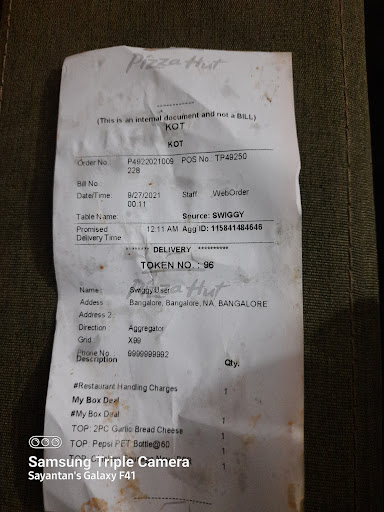 Pizza Hut
(This is an internal document and not a BILL)
KOT
KOT
Order No : P4922021009 POS No : TP49250
228
Bill No :
Date/Time: 9/27/2021 Staff: WebOrder
00:11
Table Name: Source: SWIGGY
Promised 12:11 AM Agg ID: 115841484646
Delivery Time
******** DELIVERY **********
TOKEN NO. : 96
Pizza Hut
Name : Swiggy User
Address : Bangalore, Bangalore, NA, BANGALORE
Address 2 :
Direction : Aggregator
Grid : X99
Phone No : 9999999992
Description Qty.
#Restaurant Handling Charges 1
My Box Deal
#My Box Deal 1
TOP: 2PC Garlic Bread Cheese 1
TOP: Pepsi PET Bottle@60 1
TOP: 1
1
Samsung Triple Camera
Sayantan's Galaxy F41